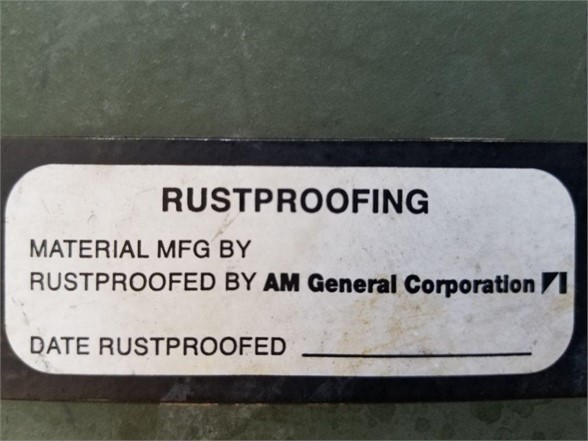 RUSTPROOFING
MATERIAL MFG BY
RUSTPROOFED BY AM General Corporation
DATE RUSTPROOFED